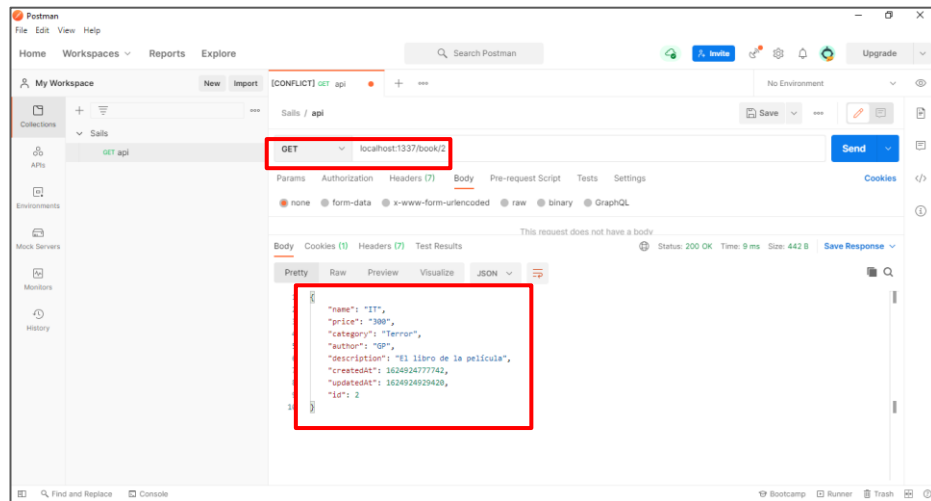 Postman
File Edit View Help
Home Workspaces Reports Explore Search Postman Invite Upgrade
My Workspace New Import [CONFLICT] GET api No Environment
Collections
APIs
Environments
Mock Servers
Monitors
History
Sails
GET api
Sails / api Save
GET localhost:1337/book/2 Send
Params Authorization Headers (7) Body Pre-request Script Tests Settings Cookies
none form-data x-www-form-urlencoded raw binary GraphQL
This request does not have a body
Body Cookies (1) Headers (7) Test Results Status: 200 OK Time: 9 ms Size: 442 B Save Response
Pretty Raw Preview Visualize JSON
{
"name": "IT",
"price": "300",
"category": "Terror",
"author": "GP",
"description": "El libro de la película",
"createdAt": 1624924777742,
"updatedAt": 1624924929420,
"id": 2
}
Find and Replace Console Bootcamp Runner Trash